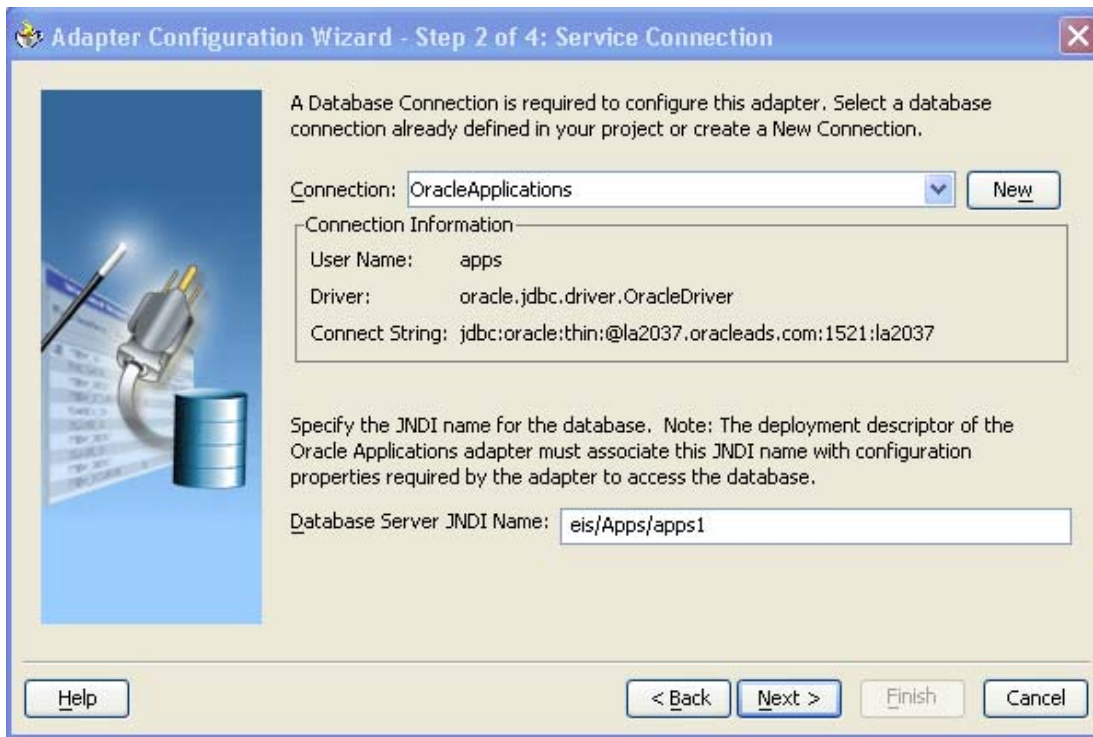 Adapter Configuration Wizard - Step 2 of 4: Service Connection
A Database Connection is required to configure this adapter. Select a database
connection already defined in your project or create a New Connection.
Connection: OracleApplications New
Connection Information
User Name: apps
Driver: oracle.jdbc.driver.OracleDriver
Connect String: jdbc:oracle:thin:@la2037.oracleads.com:1521:la2037
Specify the JNDI name for the database. Note: The deployment descriptor of the
Oracle Applications adapter must associate this JNDI name with configuration
properties required by the adapter to access the database.
Database Server JNDI Name: eis/Apps/apps1
Help < Back Next > Finish Cancel